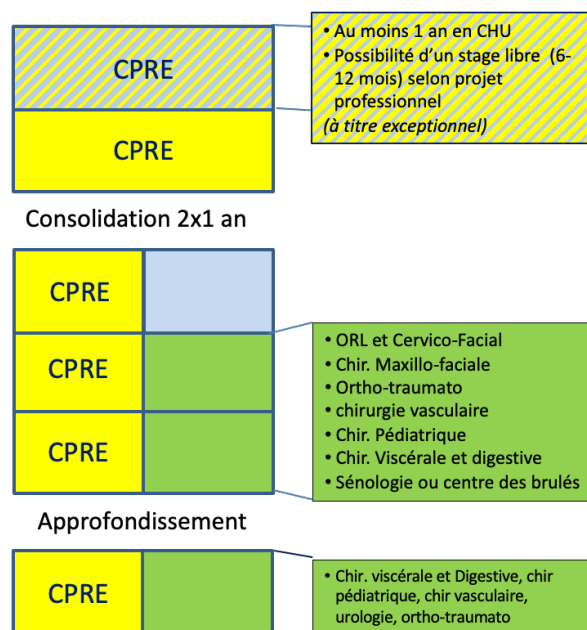 CPRE
• Au moins 1 an en CHU
• Possibilité d'un stage libre (6-
12 mois) selon projet
professionnel
(à titre exceptionnel)
CPRE
Consolidation 2x1 an
CPRE
CPRE
CPRE
• ORL et Cervico-Facial
• Chir. Maxillo-faciale
• Ortho-traumato
• chirurgie vasculaire
• Chir. Pédiatrique
• Chir. Viscérale et digestive
• Sénologie ou centre des brulés
Approfondissement
CPRE
• Chir. viscérale et Digestive, chir
pédiatrique, chir vasculaire,
urologie, ortho-traumato